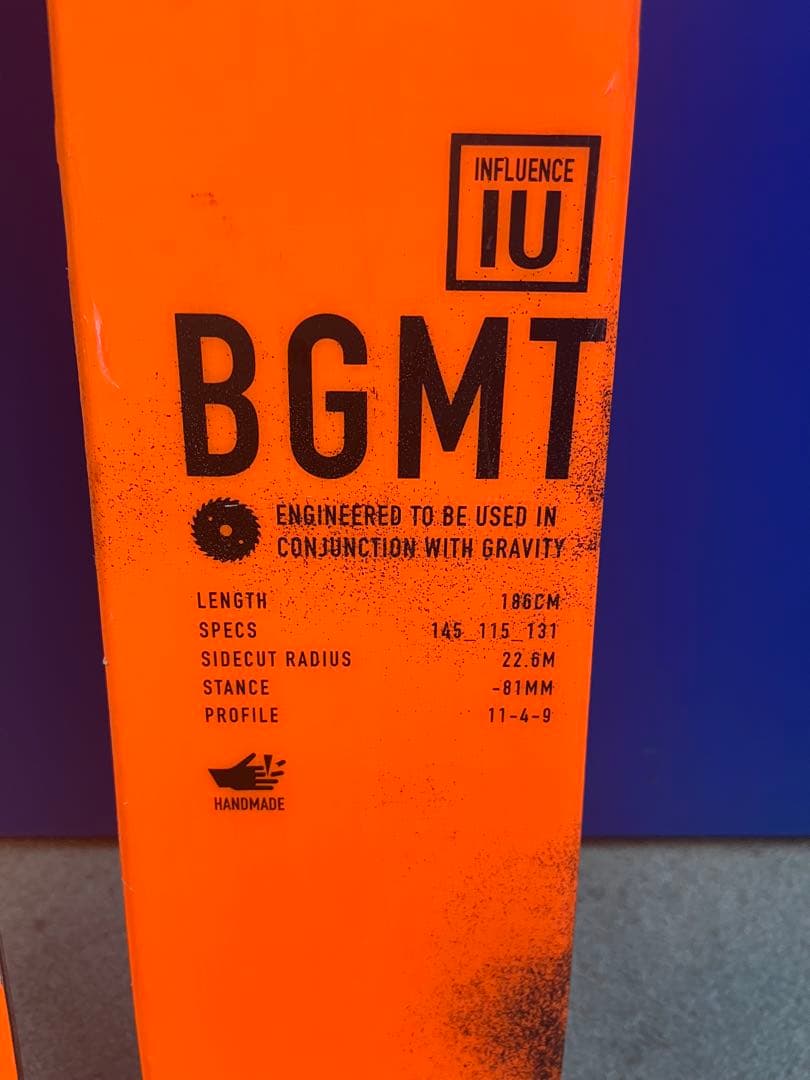 INFLUENCE
IU
BGMT
ENGINEERED TO BE USED IN
CONJUNCTION WITH GRAVITY
LENGTH 186CM
SPECS 145_115_131
SIDECUT RADIUS 22.6M
STANCE -81MM
PROFILE 11-4-9
HANDMADE